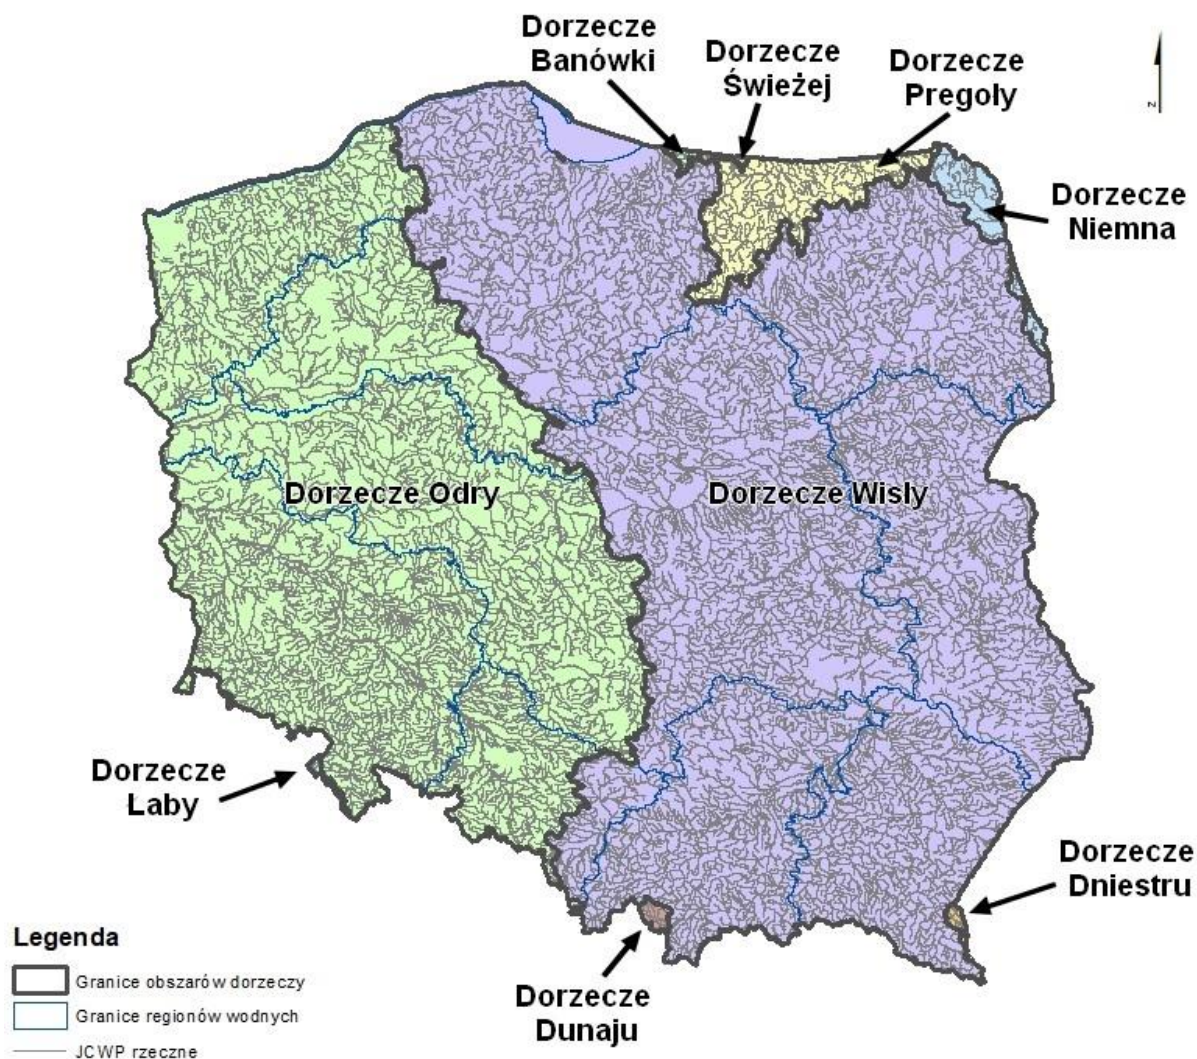 Dorzecze
Banówki
Dorzecze
Świeżej
Dorzecze
Pregoły
Dorzecze
Niemna
N
Dorzecze Odry
Dorzecze Wisły
Dorzecze
Łaby
Dorzecze
Dniestru
Dorzecze
Dunaju
Legenda
Granice obszarów dorzeczy
Granice regionów wodnych
JCWP rzeczne